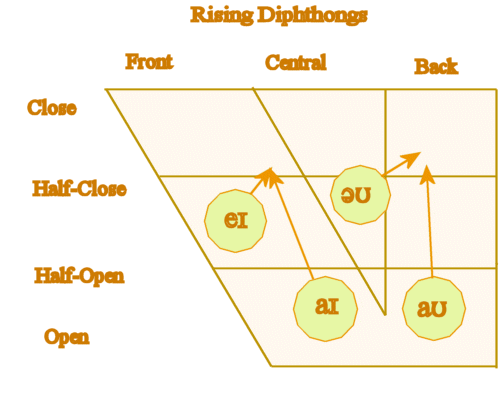 Rising Diphthongs
Front Central Back
Close
Half-Close
eɪ əʊ
Half-Open
aɪ aʊ
Open